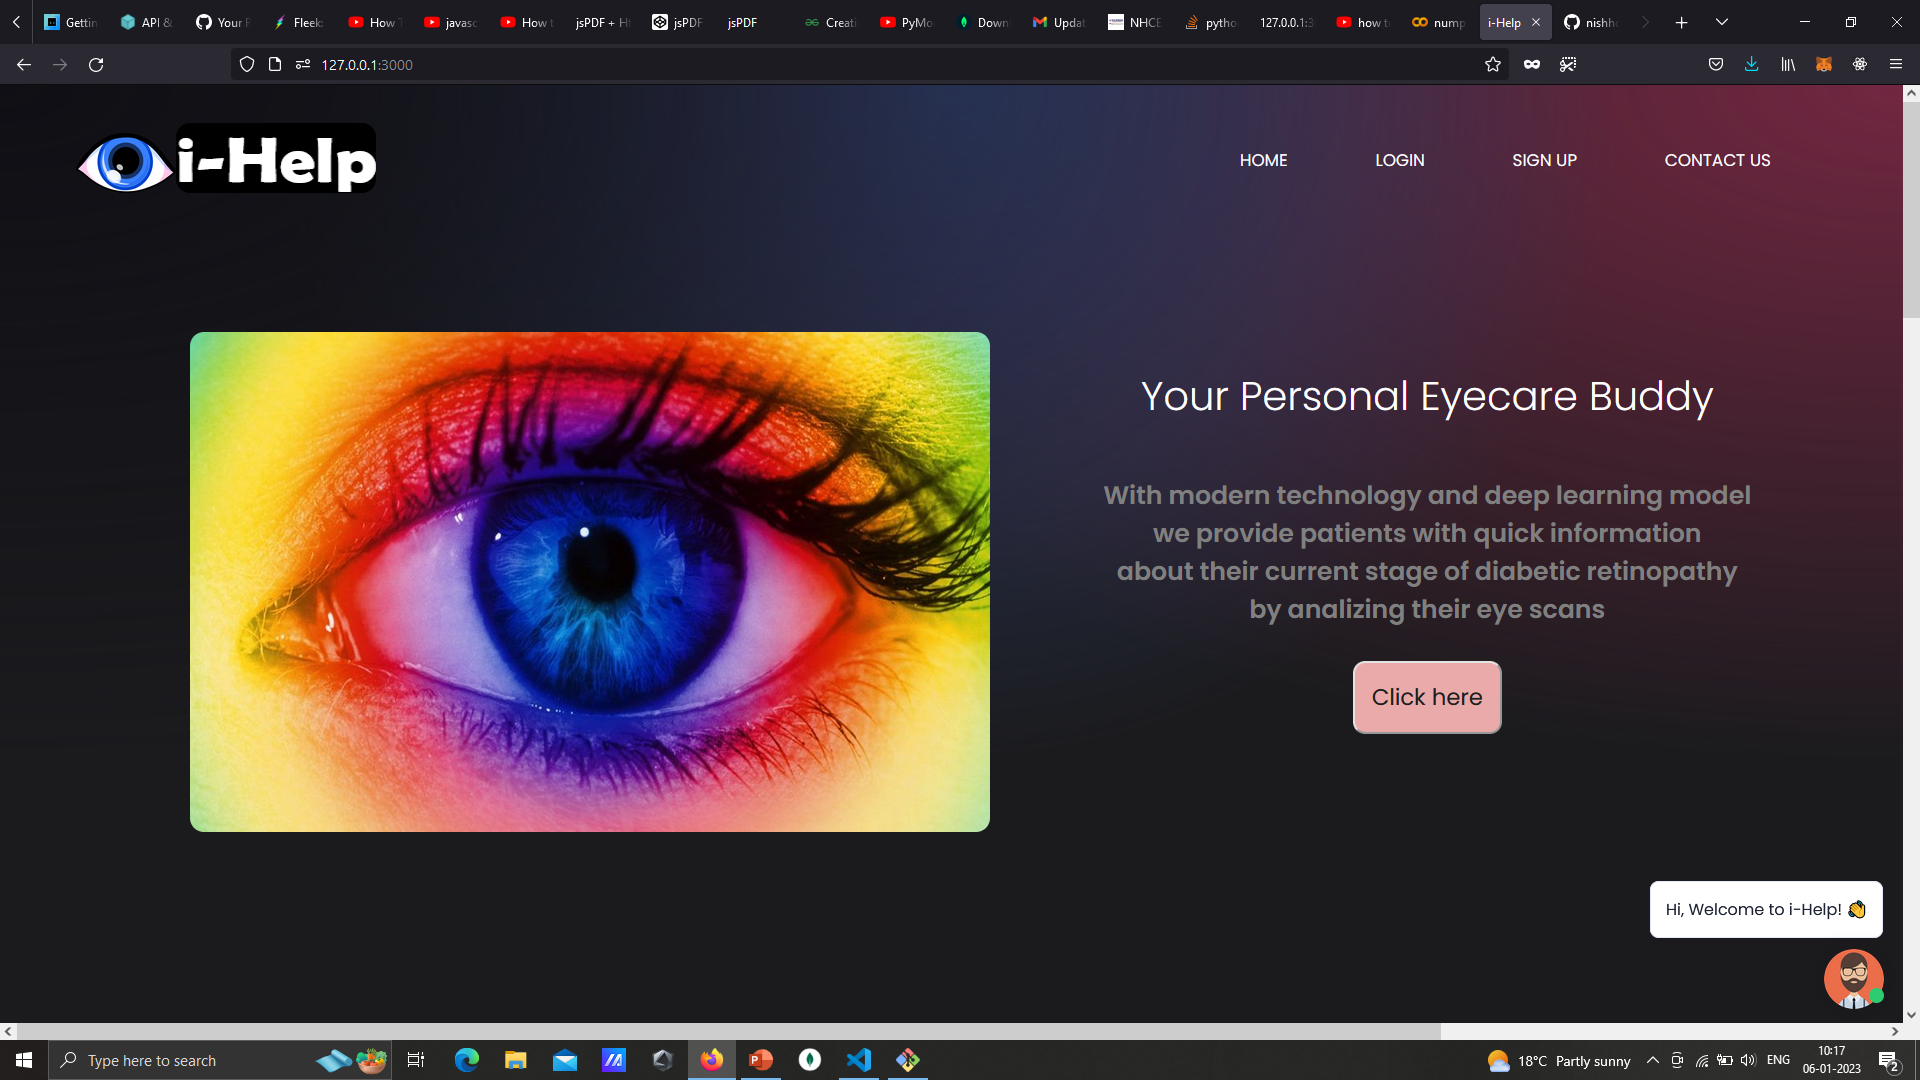 Gettin
API &
Your P
Fleek:
How T
javasc
How t
jsPDF + H
jsPDF
jsPDF
Creati
PyMo
Down
Updat
NHCE
pytho
127.0.0.1:3
how t
nump
i-Help
nishh
127.0.0.1:3000
i-Help
HOME LOGIN SIGN UP CONTACT US
Your Personal Eyecare Buddy
With modern technology and deep learning model
we provide patients with quick information
about their current stage of diabetic retinopathy
by analizing their eye scans
Click here
Hi, Welcome to i-Help! 👋
Type here to search
18°C Partly sunny
ENG
10:17
06-01-2023
2